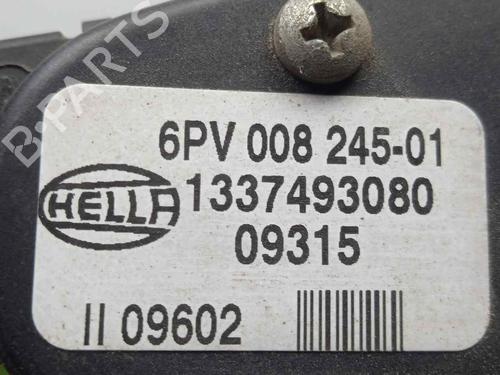 B-PARTS
6PV 008 245-01
HELLA
1337493080
09315
II 09602